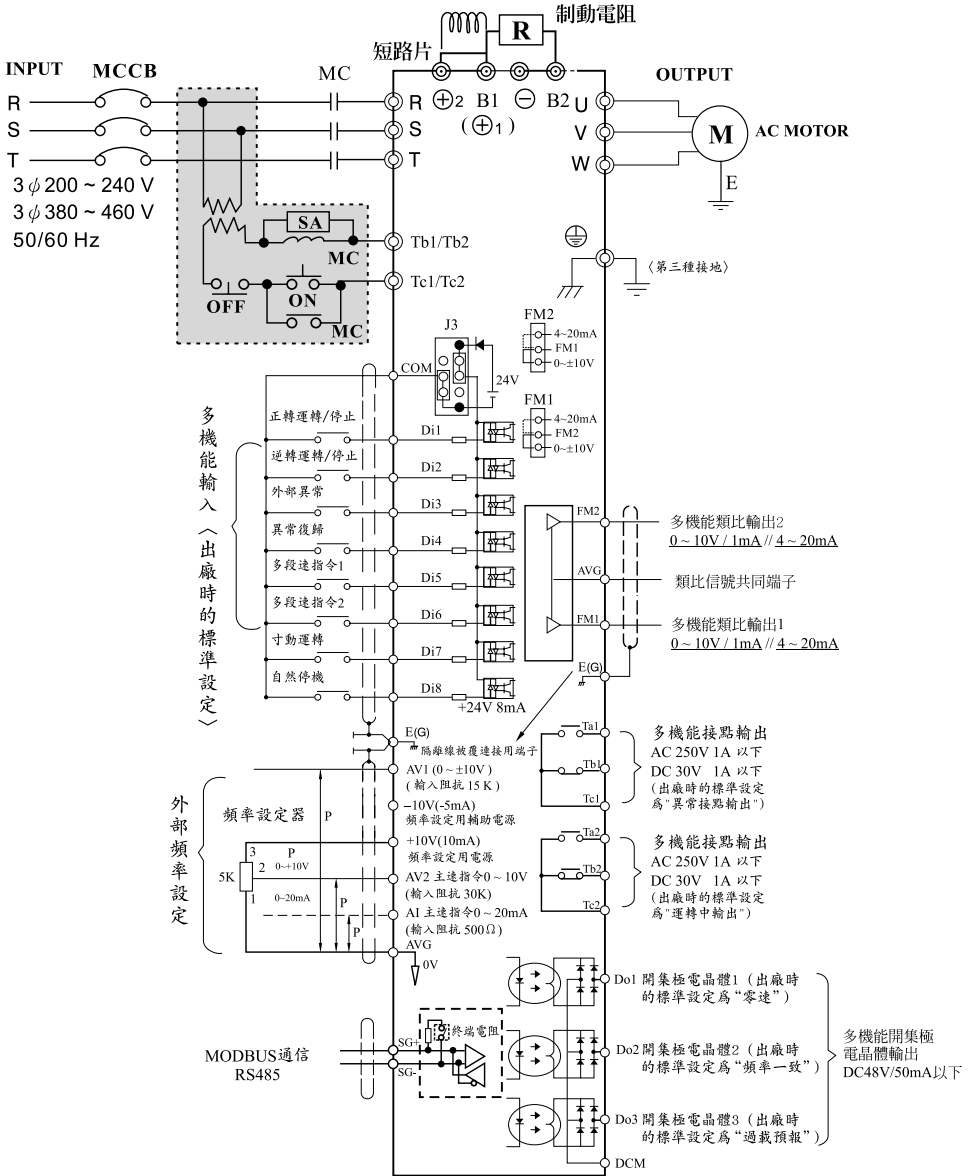 制動電阻
R
短路片
INPUT
MCCB
MC
OUTPUT
R
S
T
R
S
T
⊕2
B1
⊖
B2
(⊕1)
U
V
W
M
AC MOTOR
E
3 ϕ 200 ~ 240 V
3 ϕ 380 ~ 460 V
50/60 Hz
SA
MC
Tb1/Tb2
Tc1/Tc2
OFF
ON
MC
〈第三種接地〉
J3
COM
24V
FM2
4~20mA
FM1
0~±10V
FM1
4~20mA
FM2
0~±10V
多機能輸入〈出廠時的標準設定〉
正轉運轉/停止
Di1
逆轉運轉/停止
Di2
外部異常
Di3
異常復歸
Di4
多段速指令1
Di5
多段速指令2
Di6
寸動運轉
Di7
自然停機
Di8
+24V 8mA
FM2
多機能類比輸出2
0 ~ 10V / 1mA // 4 ~ 20mA
AVG
類比信號共同端子
FM1
多機能類比輸出1
0 ~ 10V / 1mA // 4 ~ 20mA
E(G)
E(G)
隔離線被覆連接用端子
外部頻率設定
頻率設定器
AV1 (0 ~ ±10V)
(輸入阻抗 15 K)
–10V(-5mA)
頻率設定用輔助電源
+10V(10mA)
頻率設定用電源
AV2 主速指令0 ~ 10V
(輸入阻抗 30K)
AI 主速指令0 ~ 20mA
(輸入阻抗 500Ω)
AVG
0V
5K
3
2
1
P
0~+10V
0~20mA
P
P
P
Ta1
Tb1
Tc1
多機能接點輸出
AC 250V 1A 以下
DC 30V 1A 以下
(出廠時的標準設定
為"異常接點輸出")
Ta2
Tb2
Tc2
多機能接點輸出
AC 250V 1A 以下
DC 30V 1A 以下
(出廠時的標準設定
為"運轉中輸出")
MODBUS通信
RS485
SG+
SG-
終端電阻
Do1 開集極電晶體1 (出廠時
的標準設定為“零速”)
Do2 開集極電晶體2 (出廠時
的標準設定為“頻率一致”)
Do3 開集極電晶體3 (出廠時
的標準設定為“過載預報”)
DCM
多機能開集極
電晶體輸出
DC48V/50mA以下